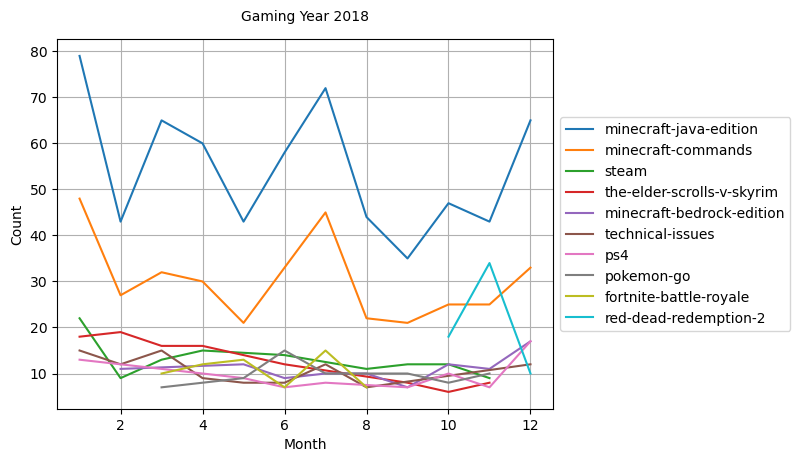 Gaming Year 2018
80
70
60
50
40
30
20
10
Count
2 4 6 8 10 12
Month
minecraft-java-edition
minecraft-commands
steam
the-elder-scrolls-v-skyrim
minecraft-bedrock-edition
technical-issues
ps4
pokemon-go
fortnite-battle-royale
red-dead-redemption-2